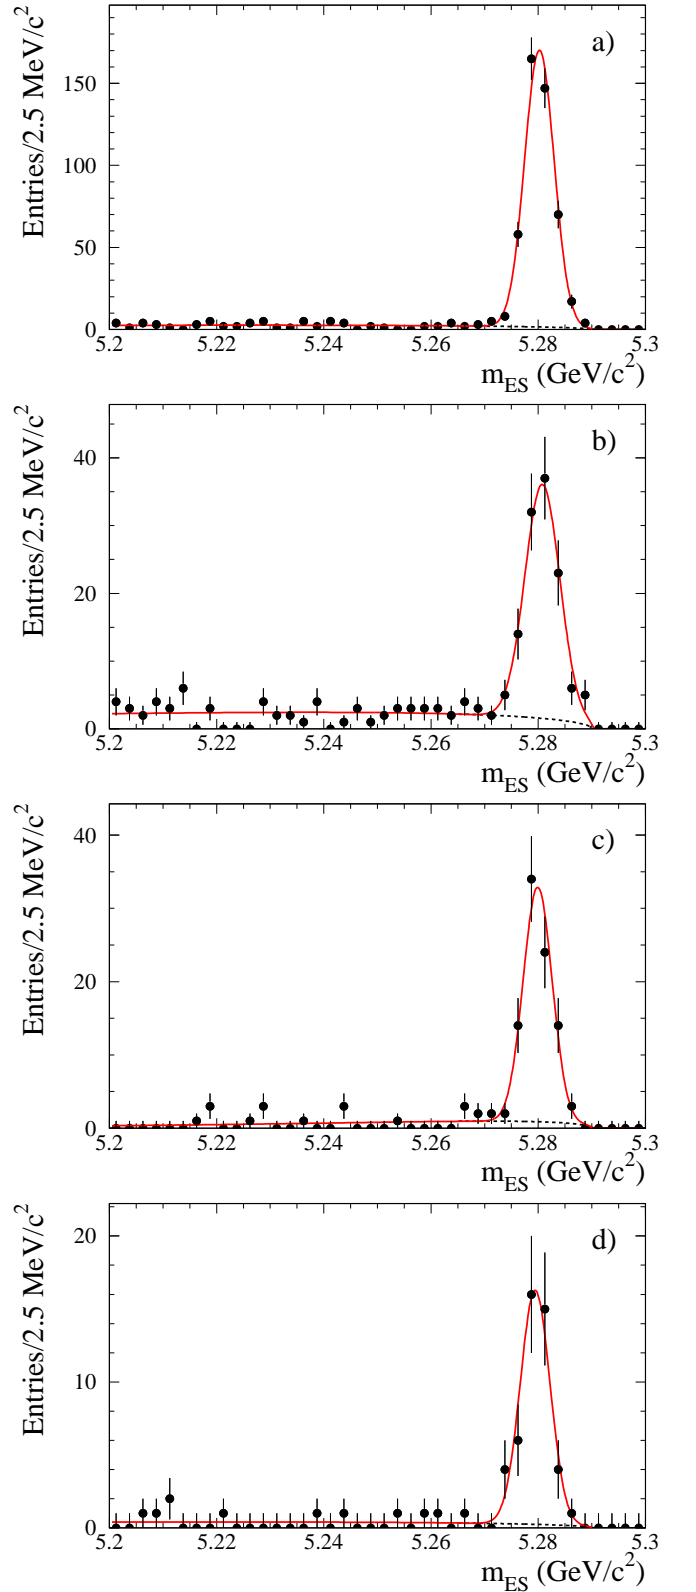 a)
Entries/2.5 MeV/c²
150
100
50
0
5.2 5.22 5.24 5.26 5.28 5.3
m_ES (GeV/c²)
b)
Entries/2.5 MeV/c²
40
20
0
5.2 5.22 5.24 5.26 5.28 5.3
m_ES (GeV/c²)
c)
Entries/2.5 MeV/c²
40
20
0
5.2 5.22 5.24 5.26 5.28 5.3
m_ES (GeV/c²)
d)
Entries/2.5 MeV/c²
20
10
0
5.2 5.22 5.24 5.26 5.28 5.3
m_ES (GeV/c²)